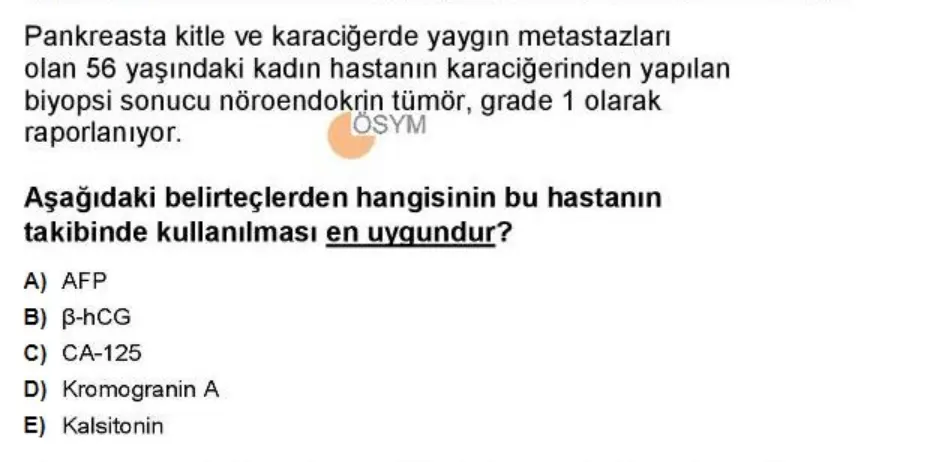 Pankreasta kitle ve karaciğerde yaygın metastazları
olan 56 yaşındaki kadın hastanın karaciğerinden yapılan
biyopsi sonucu nöroendokrin tümör, grade 1 olarak
raporlanıyor.
ÖSYM
Aşağıdaki belirteçlerden hangisinin bu hastanın
takibinde kullanılması en uygundur?
A) AFP
B) β-hCG
C) CA-125
D) Kromogranin A
E) Kalsitonin